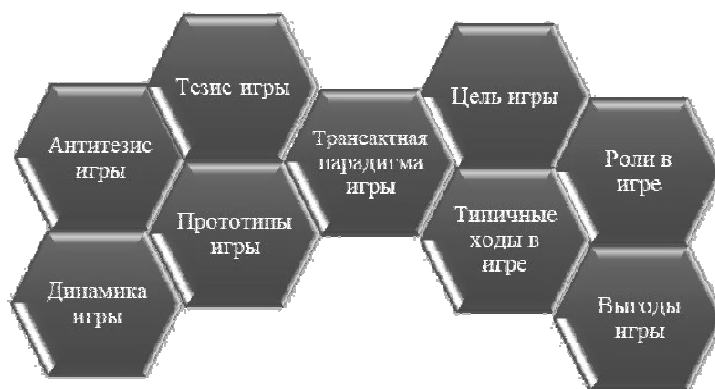 Тезис игры
Цель игры
Антитезис
игры
Трансактная
парадигма
игры
Роли в
игре
Прототипы
игры
Типичные
ходы в
игре
Динамика
игры
Выгоды
игры